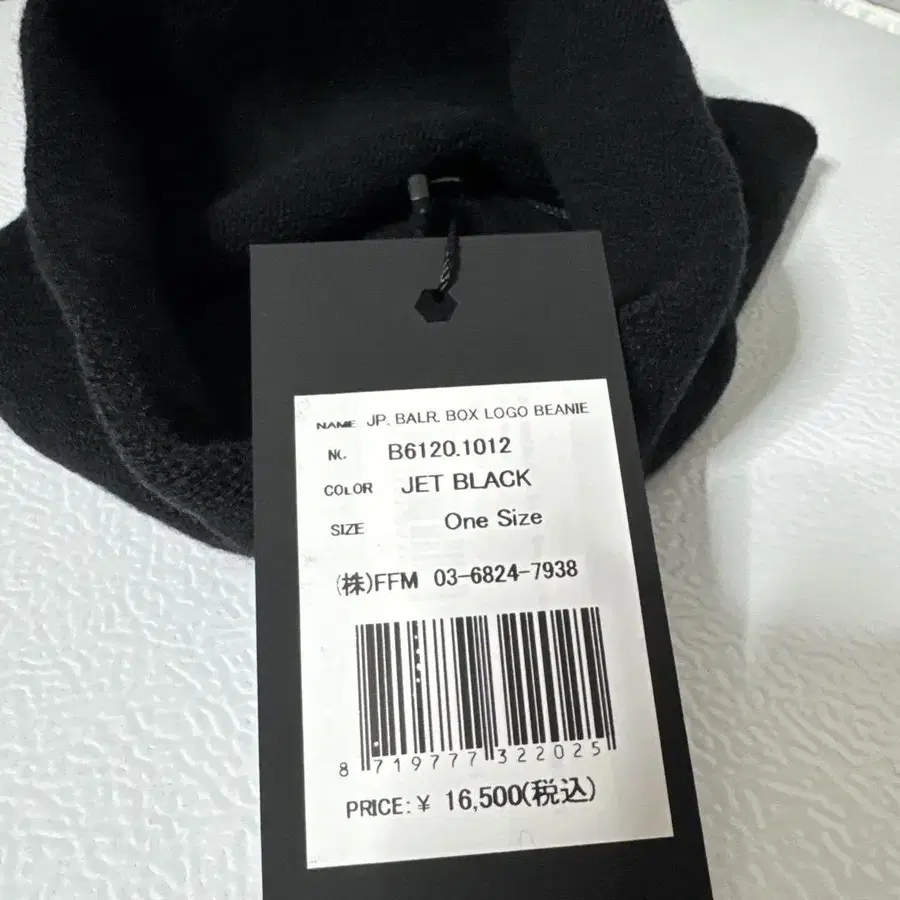 NAME JP. BALR. BOX LOGO BEANIE
N(. B6120.1012
COLOR JET BLACK
SIZE One Size
(株)FFM 03-6824-7938
8 719777 322025
PRICE:¥ 16,500(税込)